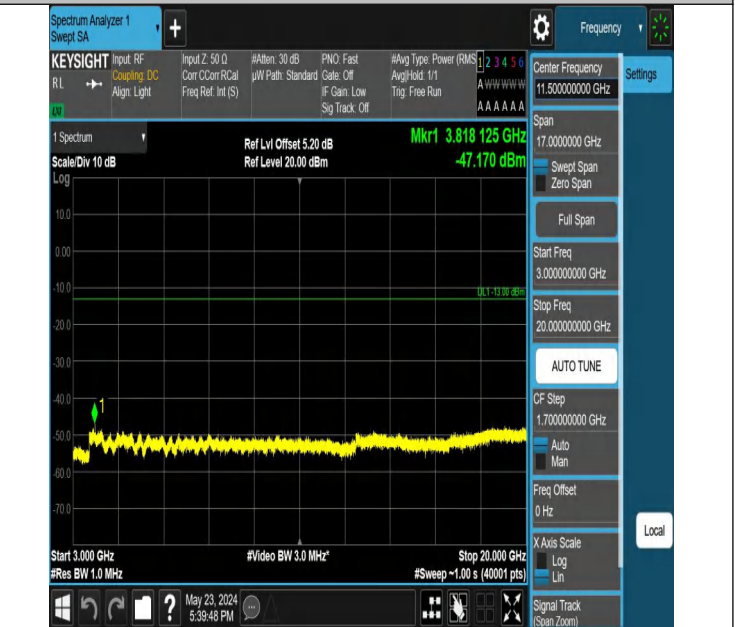 Spectrum Analyzer 1
Swept SA
+
Frequency
KEYSIGHT
RL
Input: RF
Coupling: DC
Align: Light
Input Z: 50 Ω
Corr CCorr RCal
Freq Ref: Int (S)
#Atten: 30 dB
µW Path: Standard
PNO: Fast
Gate: Off
IF Gain: Low
Sig Track: Off
#Avg Type: Power (RMS
Avg|Hold: 1/1
Trig: Free Run
1 2 3 4 5 6
A W W W W W
A A A A A A
1 Spectrum
Scale/Div 10 dB
Log
Ref Lvl Offset 5.20 dB
Ref Level 20.00 dBm
Mkr1 3.818 125 GHz
-47.170 dBm
10.0
0.00
-10.0
DL1 -13.00 dBm
-20.0
-30.0
-40.0
1
-50.0
-60.0
-70.0
Start 3.000 GHz
#Res BW 1.0 MHz
#Video BW 3.0 MHz*
Stop 20.000 GHz
#Sweep ~1.00 s (40001 pts)
May 23, 2024
5:39:48 PM
?
Center Frequency
11.500000000 GHz
Settings
Span
17.0000000 GHz
Swept Span
Zero Span
Full Span
Start Freq
3.000000000 GHz
Stop Freq
20.000000000 GHz
AUTO TUNE
CF Step
1.700000000 GHz
Auto
Man
Freq Offset
0 Hz
X Axis Scale
Log
Lin
Local
Signal Track
(Span Zoom)